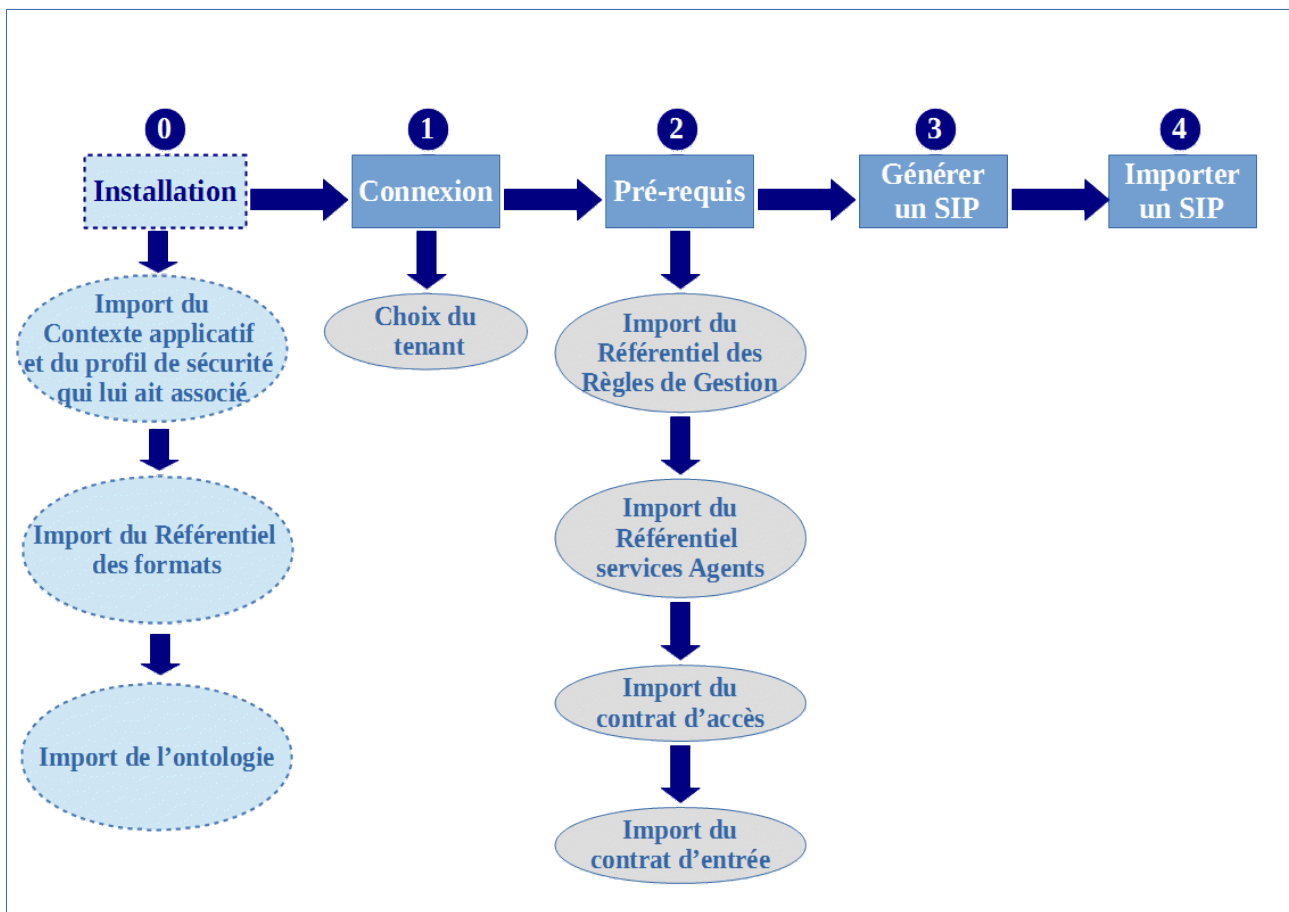 0
1
2
3
4
Installation
Connexion
Pré-requis
Générer
un SIP
Importer
un SIP
Import du
Contexte applicatif
et du profil de sécurité
qui lui ait associé
Import du Référentiel
des formats
Import de l’ontologie
Choix du
tenant
Import du
Référentiel des
Règles de Gestion
Import du
Référentiel
services Agents
Import du
contrat d’accès
Import du
contrat d’entrée